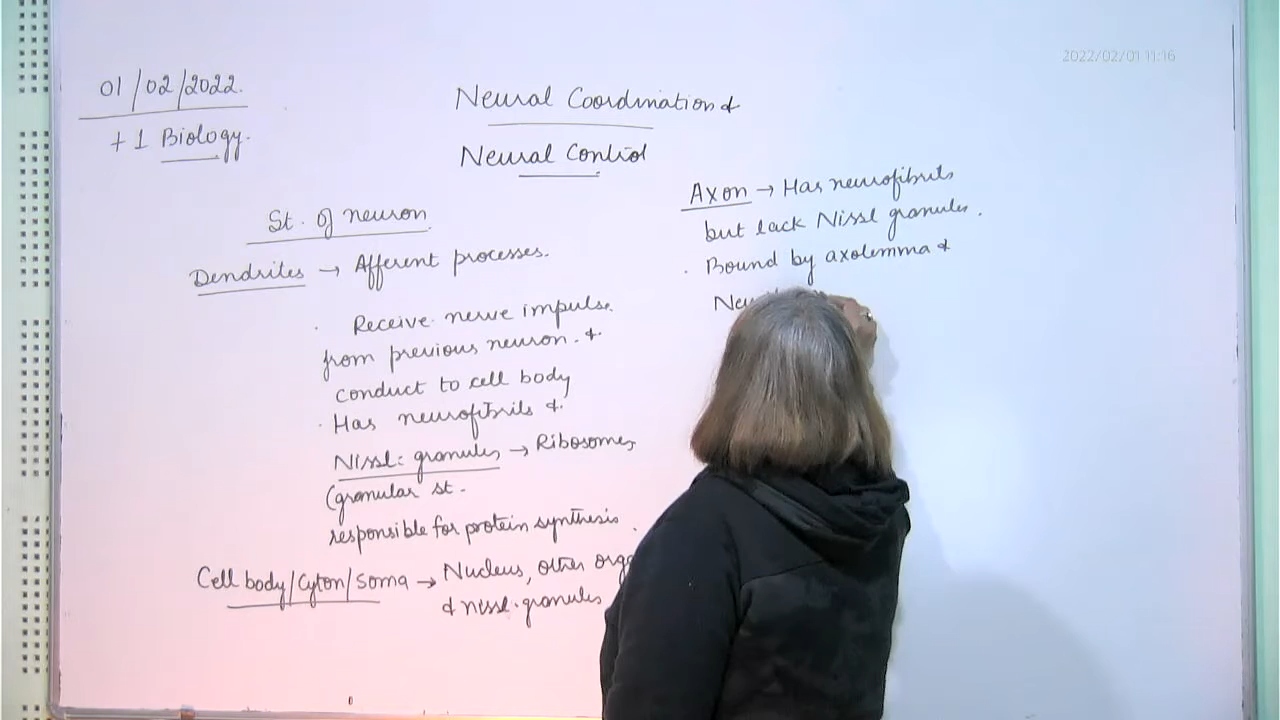 2022/02/01 11:16
01/02/2022.
+1 Biology.
Neural Coordination &
Neural Control
St. of neuron
Dendrites → Afferent processes.
. Receive nerve impulse
from previous neuron. &
conduct to cell body
. Has neurofibrils &
Nissl granules → Ribosomes
(granular st.
responsible for protein synthesis.
Cell body/Cyton/Soma → Nucleus, other
& nissl. granules
Axon → Has neurofibrils
but lack Nissl granules.
. Bound by axolemma &